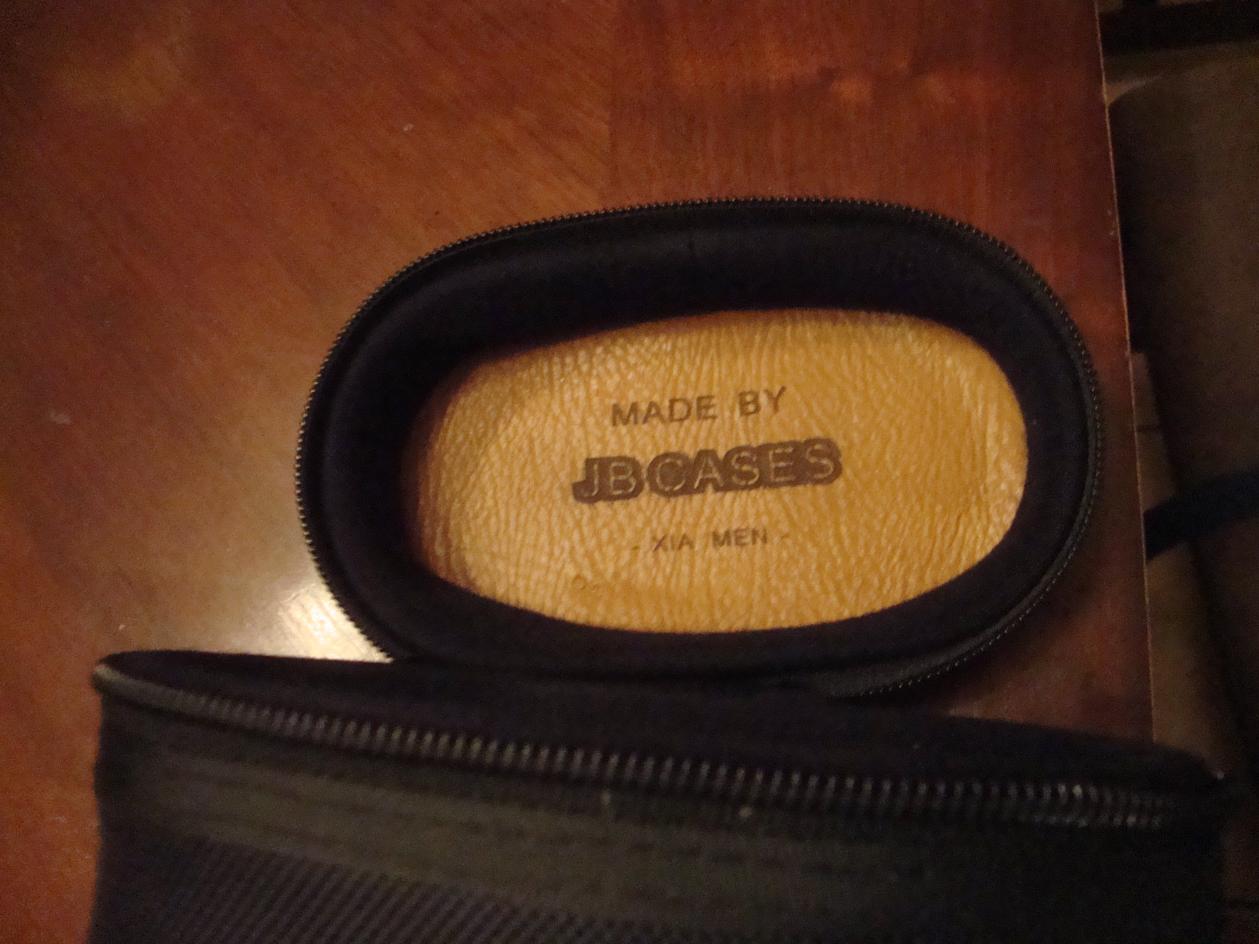 MADE BY
JB CASES
- XIA MEN -